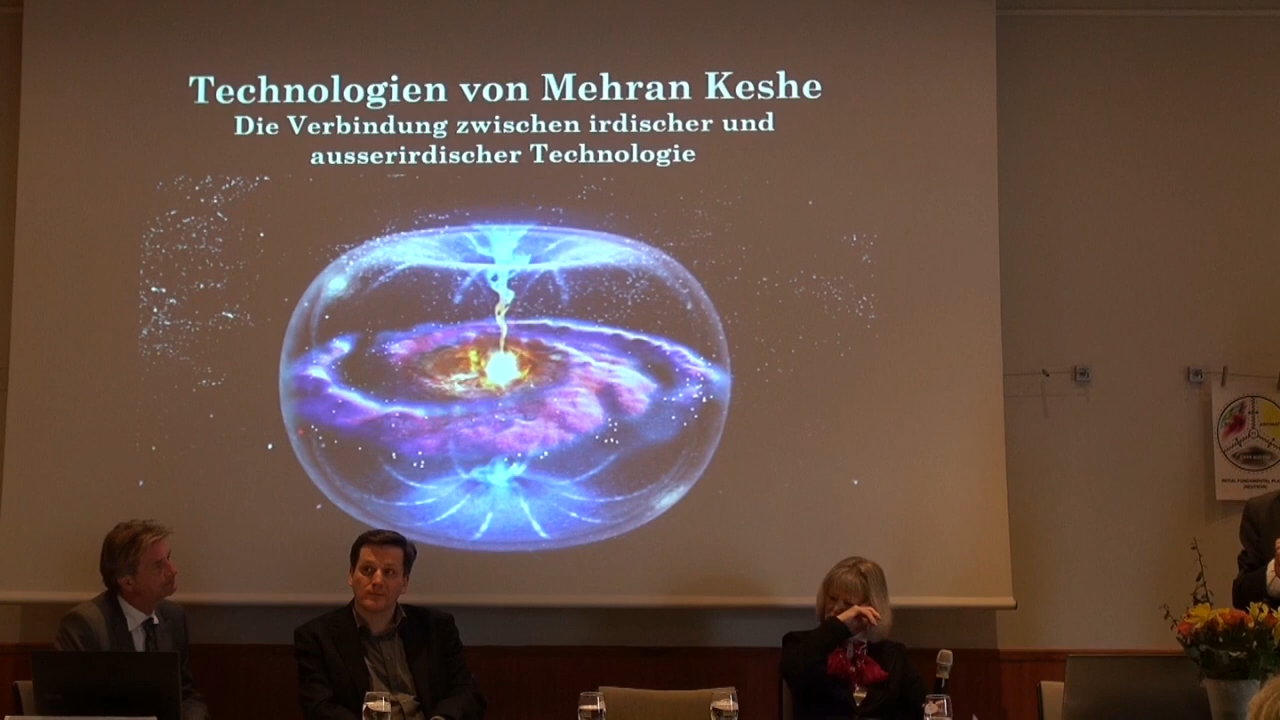 Technologien von Mehran Keshe
Die Verbindung zwischen irdischer und
ausserirdischer Technologie